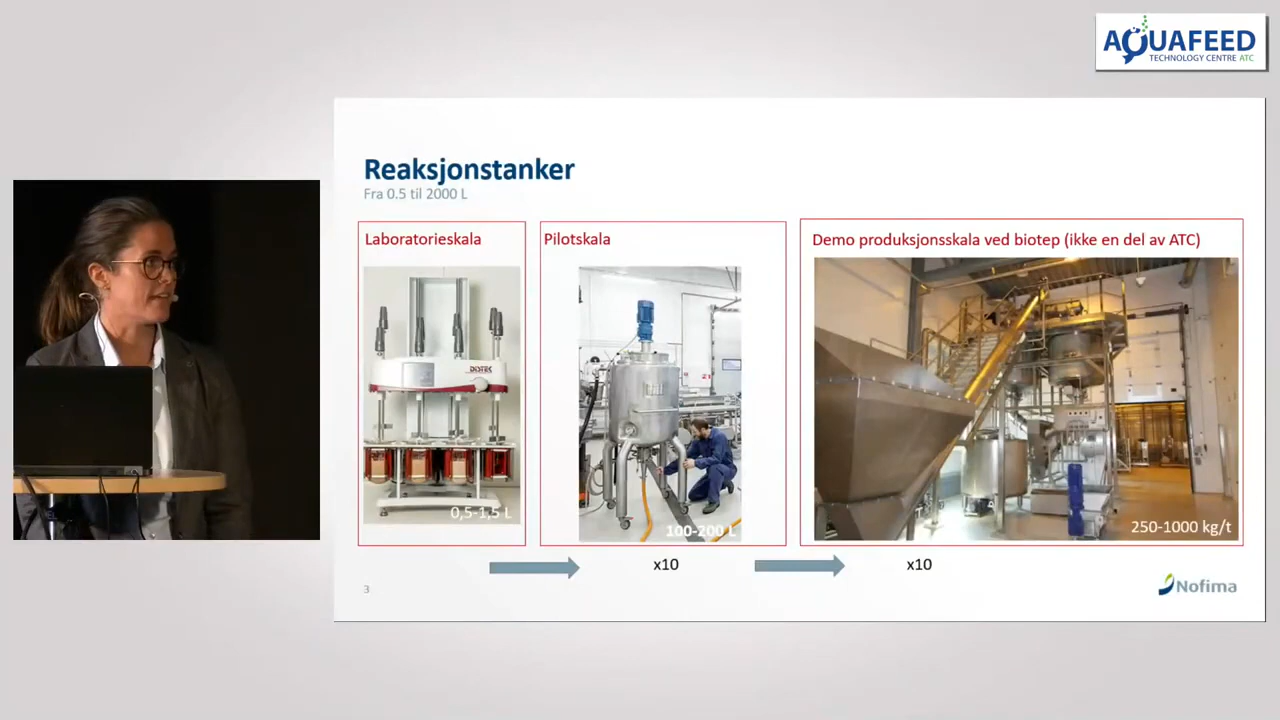 AQUAFEED
TECHNOLOGY CENTRE ATC
Reaksjonstanker
Fra 0.5 til 2000 L
Laboratorieskala
Pilotskala
Demo produksjonsskala ved biotep (ikke en del av ATC)
DISTEK
0,5-1,5 L
100-200 L
250-1000 kg/t
x10
x10
3
Nofima